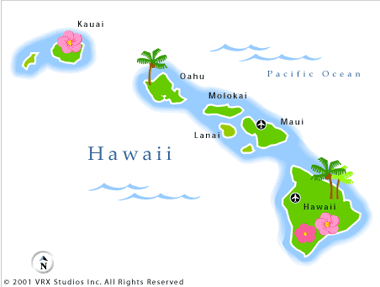 Kauai
Oahu
Pacific Ocean
Molokai
Maui
Lanai
Hawaii
Hawaii
N
© 2001 VRX Studios Inc. All Rights Reserved